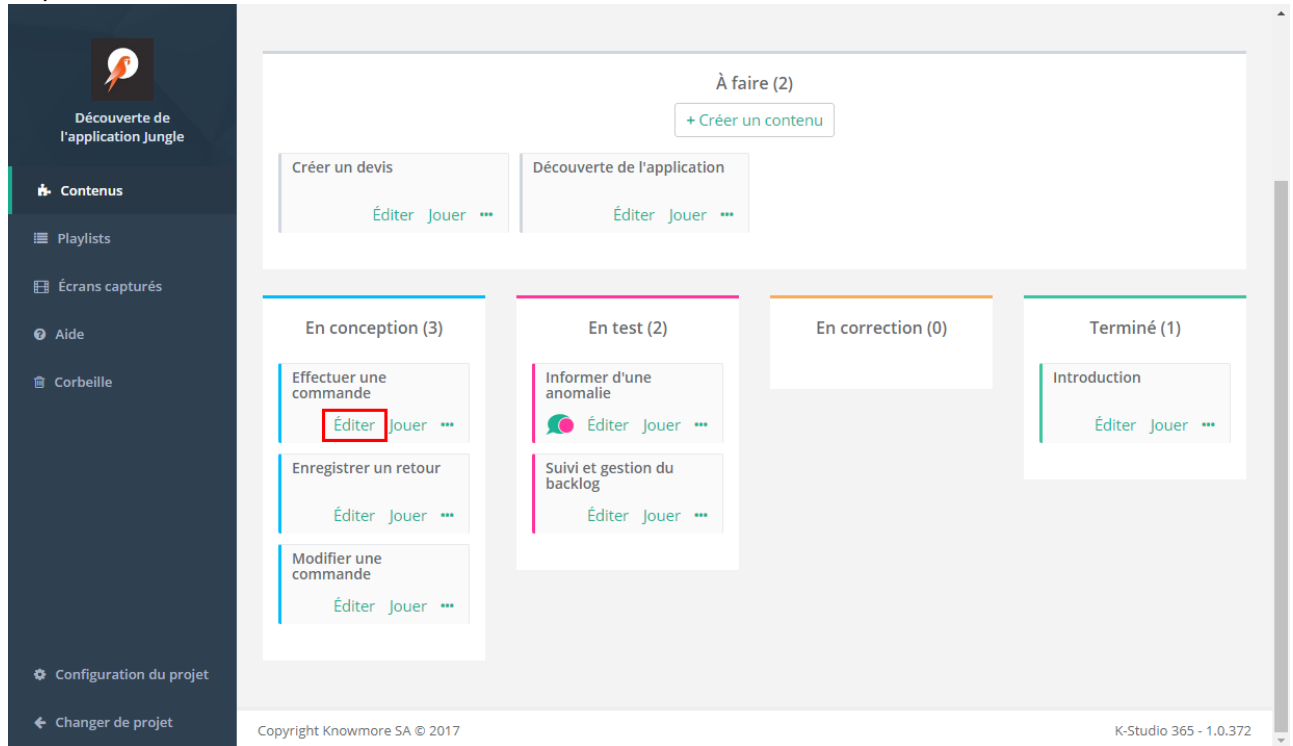 Découverte de
l'application Jungle
Contenus
Playlists
Écrans capturés
Aide
Corbeille
Configuration du projet
Changer de projet
À faire (2)
+ Créer un contenu
Créer un devis
Éditer Jouer •••
Découverte de l'application
Éditer Jouer •••
En conception (3)
Effectuer une
commande
Éditer Jouer •••
Enregistrer un retour
Éditer Jouer •••
Modifier une
commande
Éditer Jouer •••
En test (2)
Informer d'une
anomalie
Éditer Jouer •••
Suivi et gestion du
backlog
Éditer Jouer •••
En correction (0)
Terminé (1)
Introduction
Éditer Jouer •••
Copyright Knowmore SA © 2017
K-Studio 365 - 1.0.372